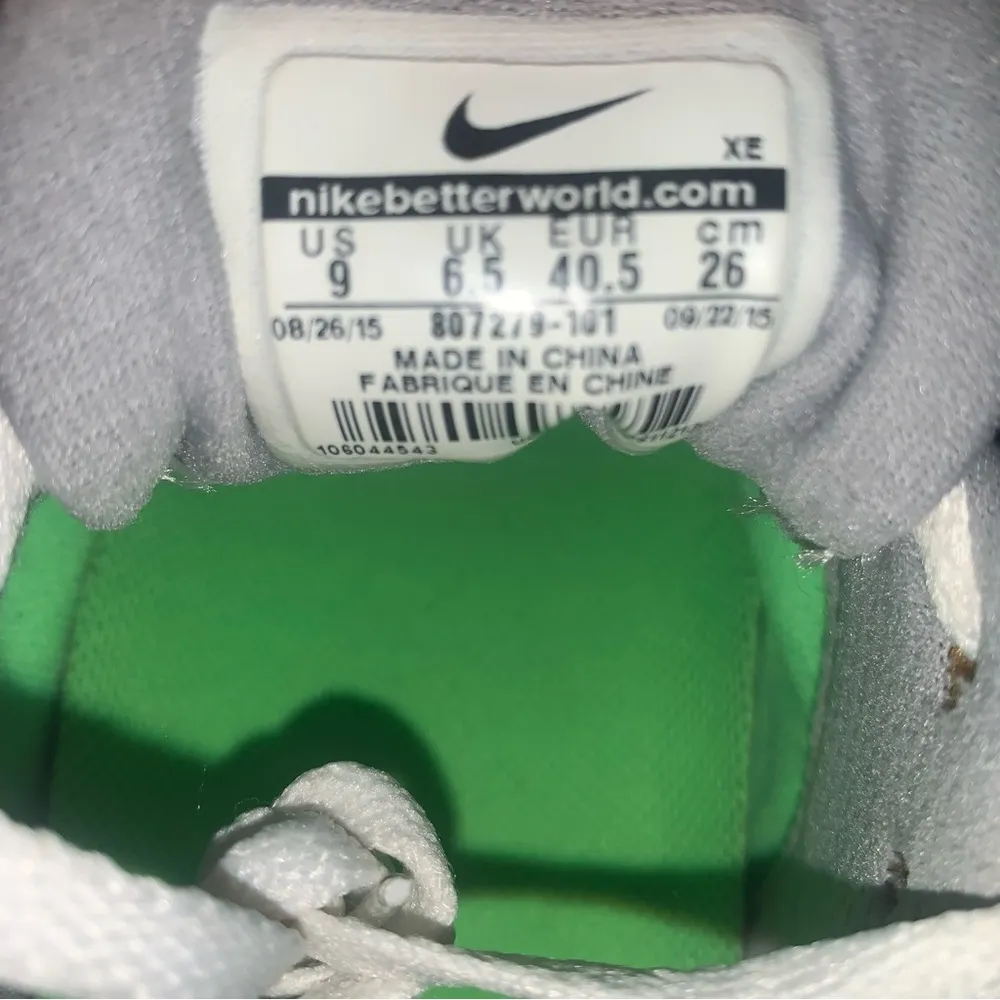 XE
nikebetterworld.com
US UK EUR cm
9 6.5 40.5 26
08/26/15 807279-101 09/22/15
MADE IN CHINA
FABRIQUE EN CHINE
106044543